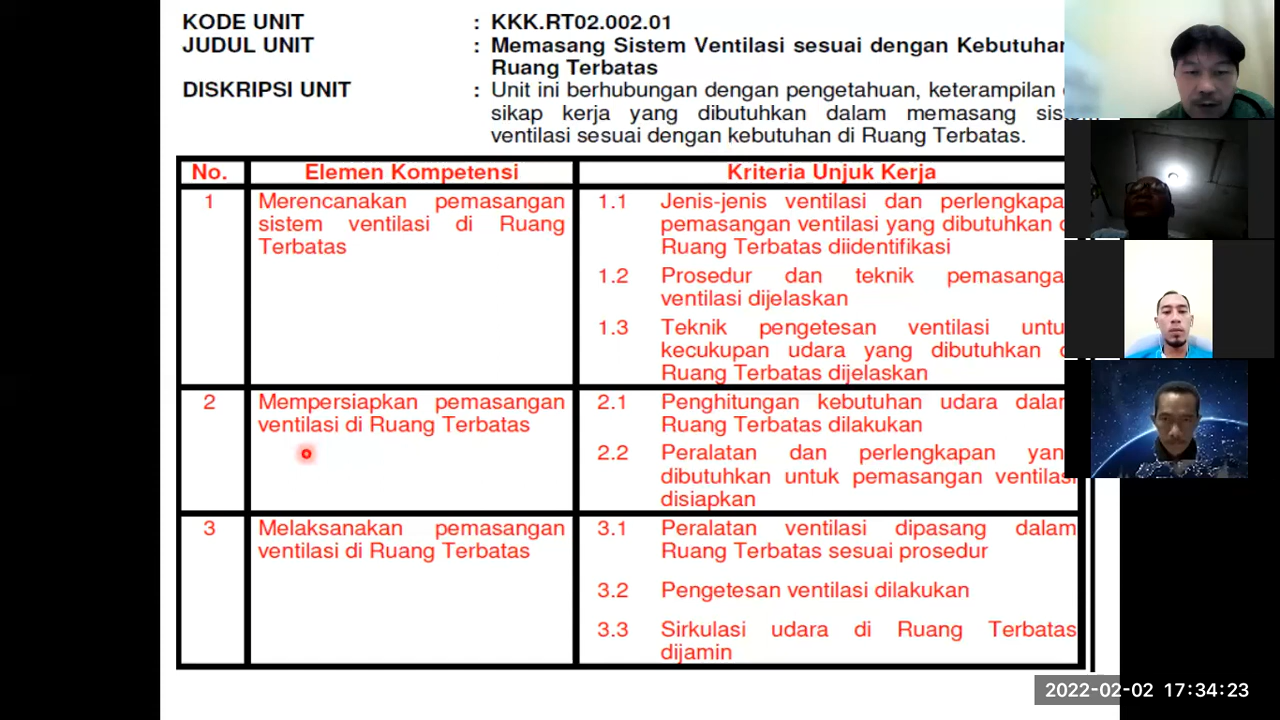 KODE UNIT : KKK.RT02.002.01
JUDUL UNIT : Memasang Sistem Ventilasi sesuai dengan Kebutuhan
Ruang Terbatas
DISKRIPSI UNIT : Unit ini berhubungan dengan pengetahuan, keterampilan
sikap kerja yang dibutuhkan dalam memasang sistem
ventilasi sesuai dengan kebutuhan di Ruang Terbatas.
No. Elemen Kompetensi Kriteria Unjuk Kerja
1 Merencanakan pemasangan
sistem ventilasi di Ruang
Terbatas
1.1 Jenis-jenis ventilasi dan perlengkapa
pemasangan ventilasi yang dibutuhkan
Ruang Terbatas diidentifikasi
1.2 Prosedur dan teknik pemasanga
ventilasi dijelaskan
1.3 Teknik pengetesan ventilasi untu
kecukupan udara yang dibutuhkan
Ruang Terbatas dijelaskan
2 Mempersiapkan pemasangan
ventilasi di Ruang Terbatas
2.1 Penghitungan kebutuhan udara dalam
Ruang Terbatas dilakukan
2.2 Peralatan dan perlengkapan yan
dibutuhkan untuk pemasangan ventilasi
disiapkan
3 Melaksanakan pemasangan
ventilasi di Ruang Terbatas
3.1 Peralatan ventilasi dipasang dalam
Ruang Terbatas sesuai prosedur
3.2 Pengetesan ventilasi dilakukan
3.3 Sirkulasi udara di Ruang Terbatas
dijamin
2022-02-02 17:34:23